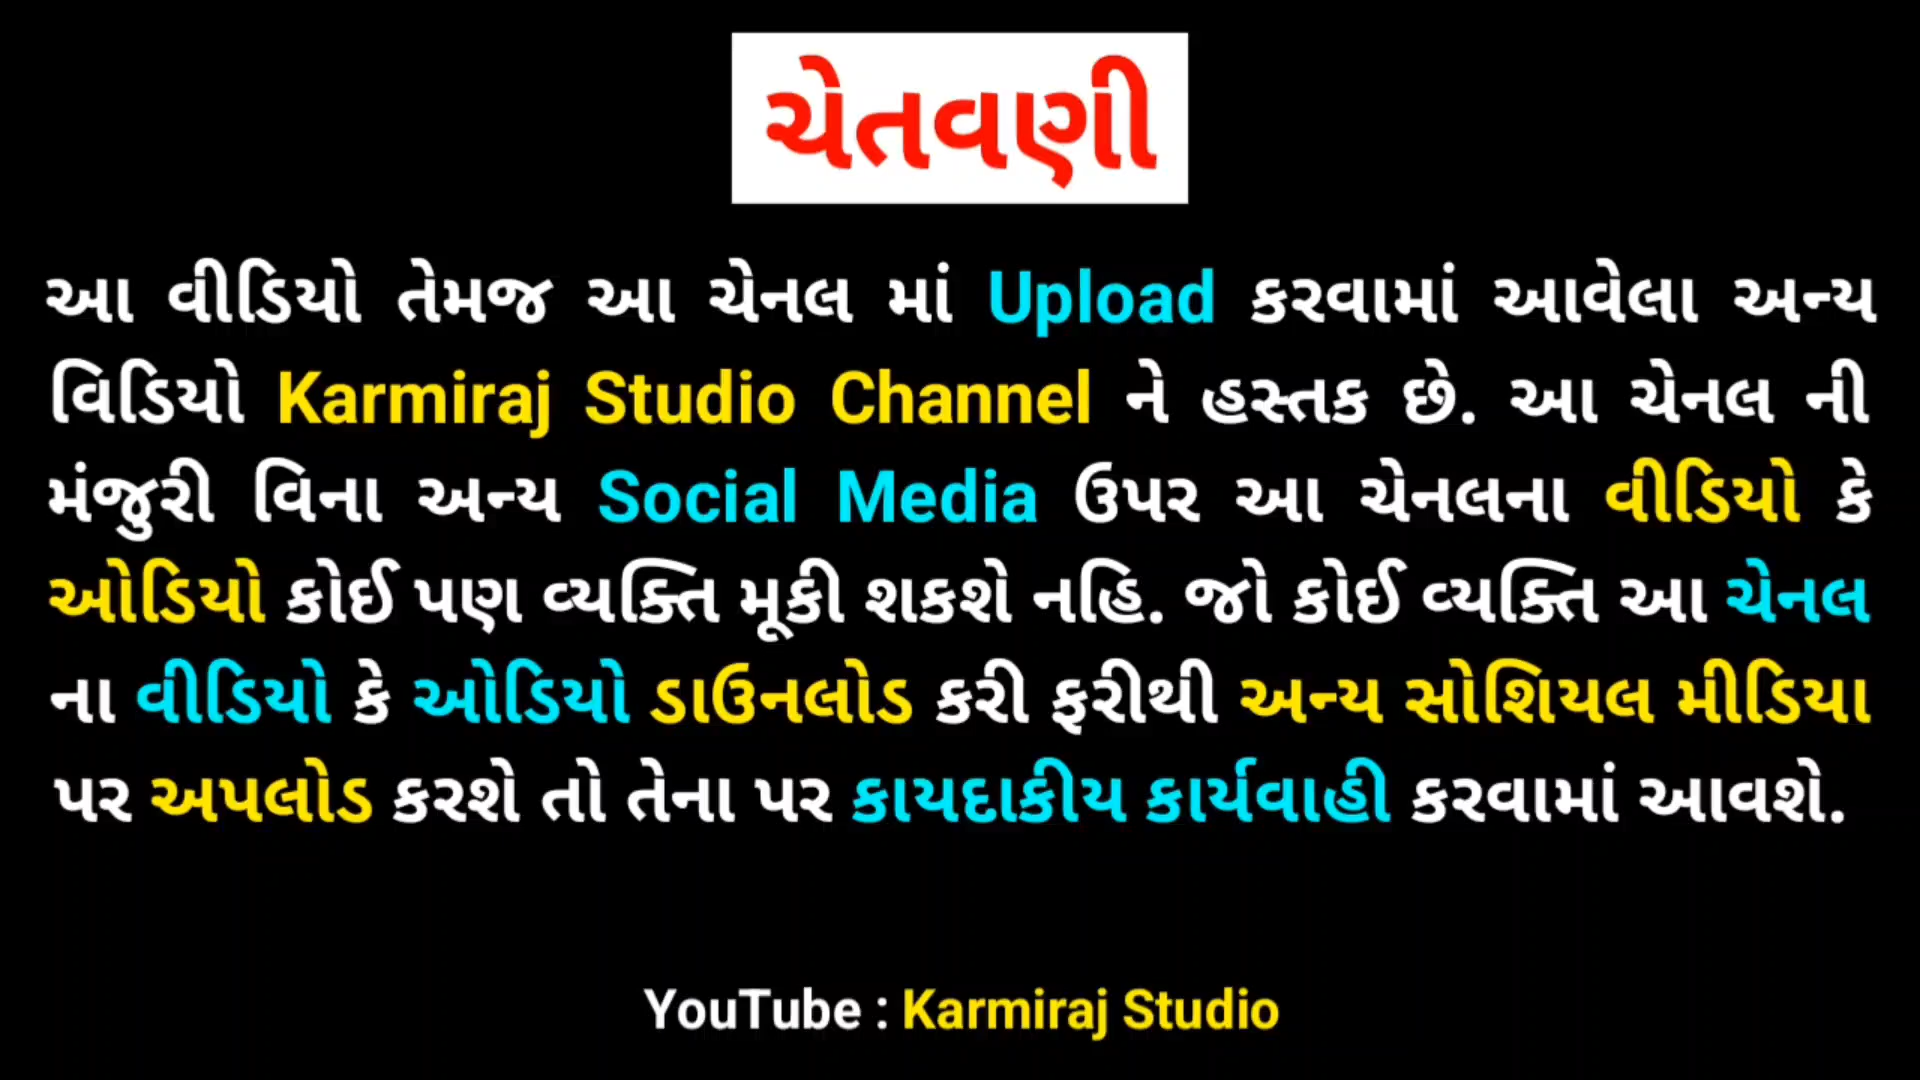 ચેતવણી
આ વીડિયો તેમજ આ ચેનલ માં Upload કરવામાં આવેલા અન્ય
વિડિયો Karmiraj Studio Channel ને હસ્તક છે. આ ચેનલ ની
મંજુરી વિના અન્ય Social Media ઉપર આ ચેનલના વીડિયો કે
ઓડિયો કોઈ પણ વ્યક્તિ મૂકી શકશે નહિ. જો કોઈ વ્યક્તિ આ ચેનલ
ના વીડિયો કે ઓડિયો ડાઉનલોડ કરી ફરીથી અન્ય સોશિયલ મીડિયા
પર અપલોડ કરશે તો તેના પર કાયદાકીય કાર્યવાહી કરવામાં આવશે.
YouTube : Karmiraj Studio